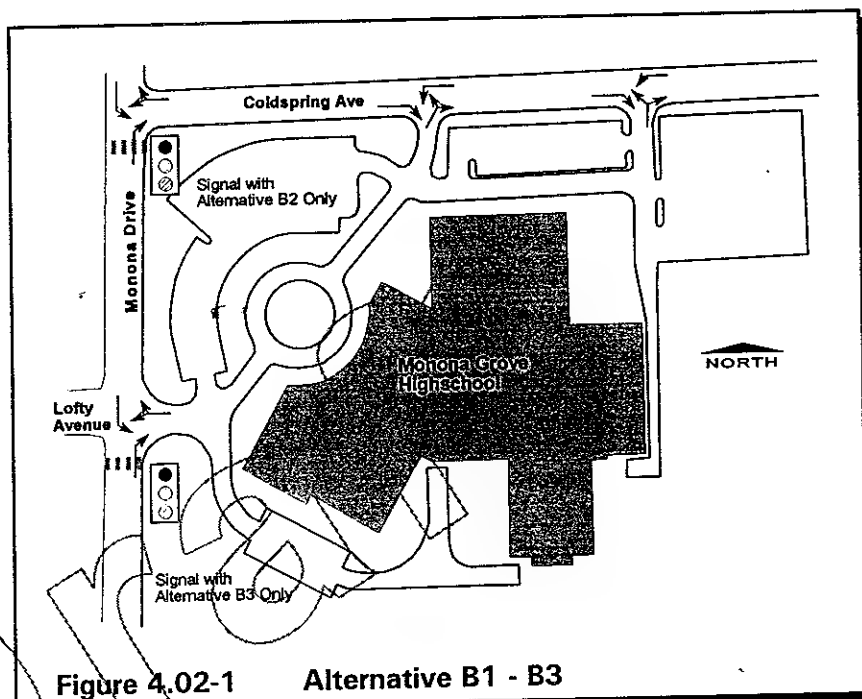 Coldspring Ave
Signal with
Alternative B2 Only
Monona Drive
Monona Grove
Highschool
NORTH
Lofty
Avenue
Signal with
Alternative B3 Only
Figure 4.02-1 Alternative B1 - B3